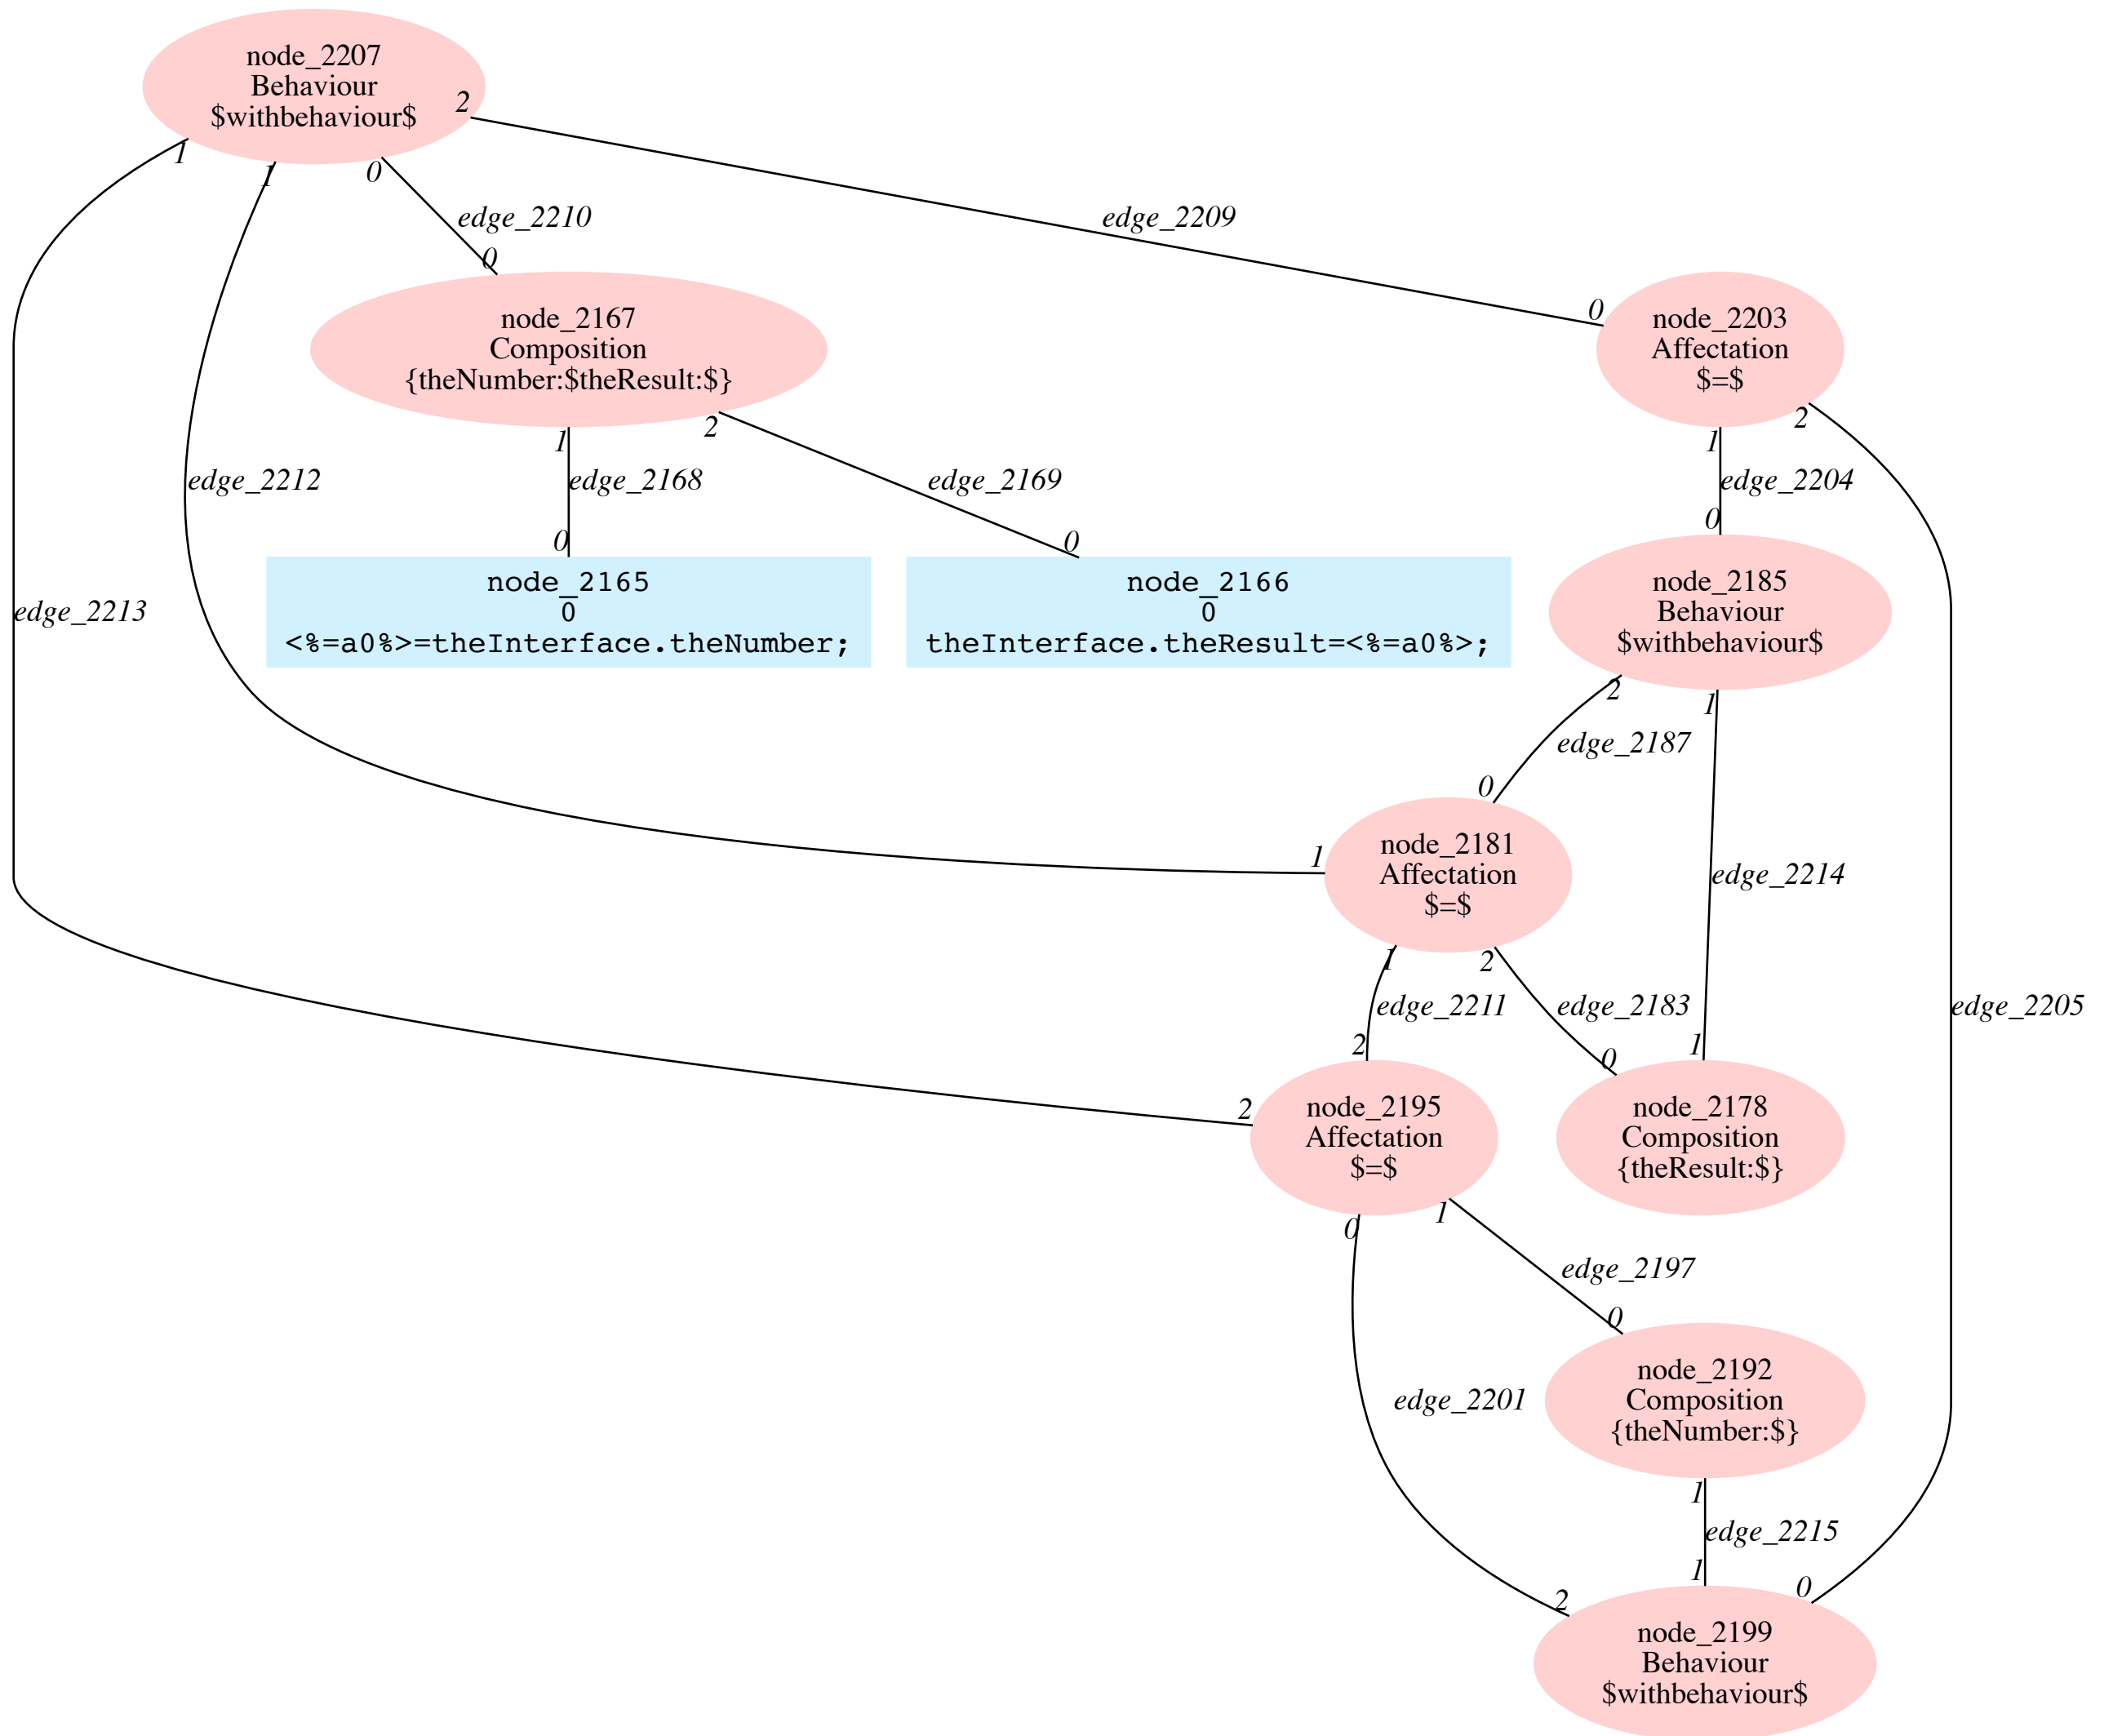 node_2207
Behaviour
$withbehaviour$
2
1
1
0
edge_2210
edge_2209
0
0
node_2167
Composition
{theNumber:$theResult:$}
node_2203
Affectation
$=$
1
2
1
2
edge_2212
edge_2168
edge_2169
edge_2204
0
0
0
node_2165
0
<%=a0%>=theInterface.theNumber;
node_2166
0
theInterface.theResult=<%=a0%>;
node_2185
Behaviour
$withbehaviour$
edge_2213
2
1
edge_2187
0
node_2181
Affectation
$=$
1
edge_2214
1
2
edge_2211
edge_2183
edge_2205
2
0
1
node_2195
Affectation
$=$
2
node_2178
Composition
{theResult:$}
0
1
edge_2197
0
node_2192
Composition
{theNumber:$}
edge_2201
1
edge_2215
1
2
0
node_2199
Behaviour
$withbehaviour$